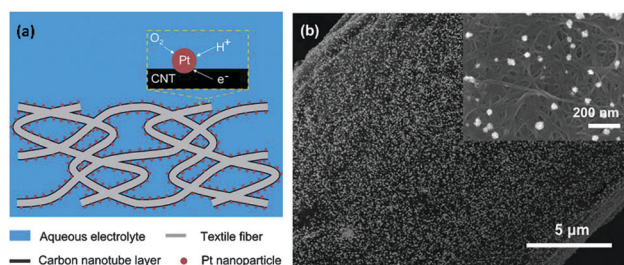 (a)
O2
H+
Pt
CNT
e-
Aqueous electrolyte
Textile fiber
Carbon nanotube layer
Pt nanoparticle
(b)
200 nm
5 µm